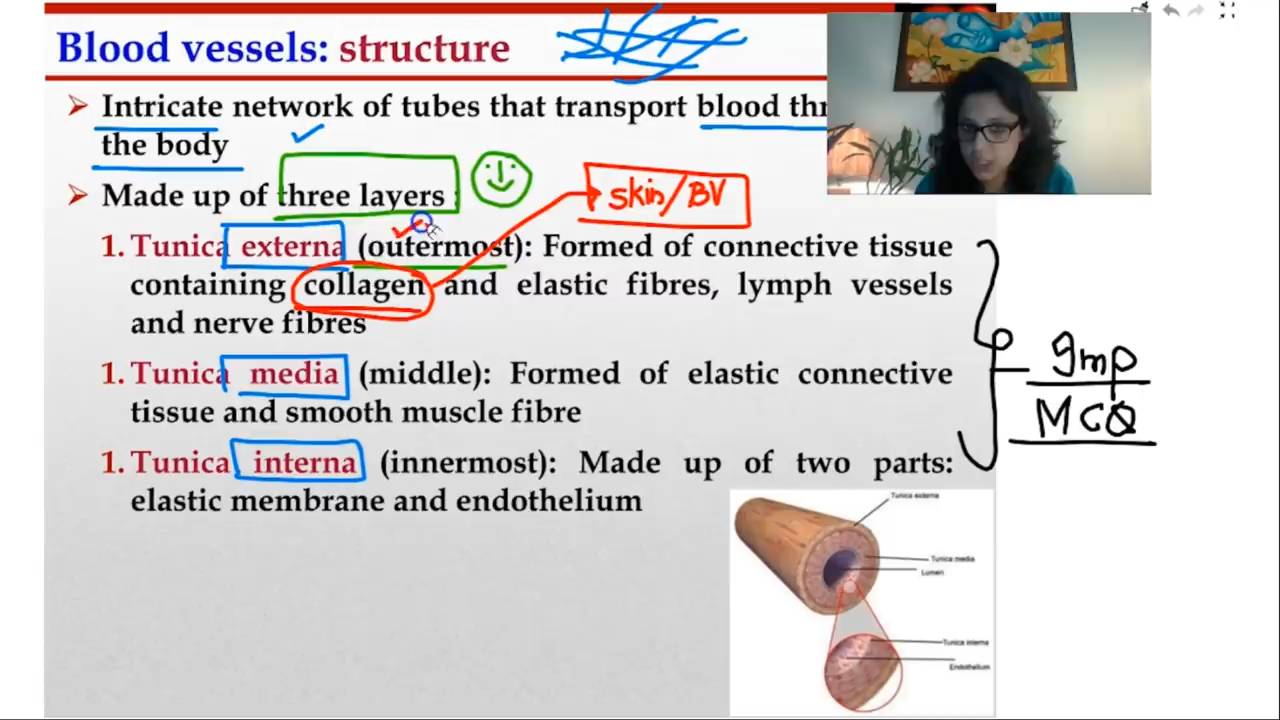 Blood vessels: structure
Intricate network of tubes that transport blood thr
the body
Made up of three layers :
skin/BV
1. Tunica externa (outermost): Formed of connective tissue
containing collagen and elastic fibres, lymph vessels
and nerve fibres
1. Tunica media (middle): Formed of elastic connective
tissue and smooth muscle fibre
1. Tunica interna (innermost): Made up of two parts:
elastic membrane and endothelium
Imp
MCQ
Tunica externa
Tunica media
Lumen
Tunica interna
Endothelium